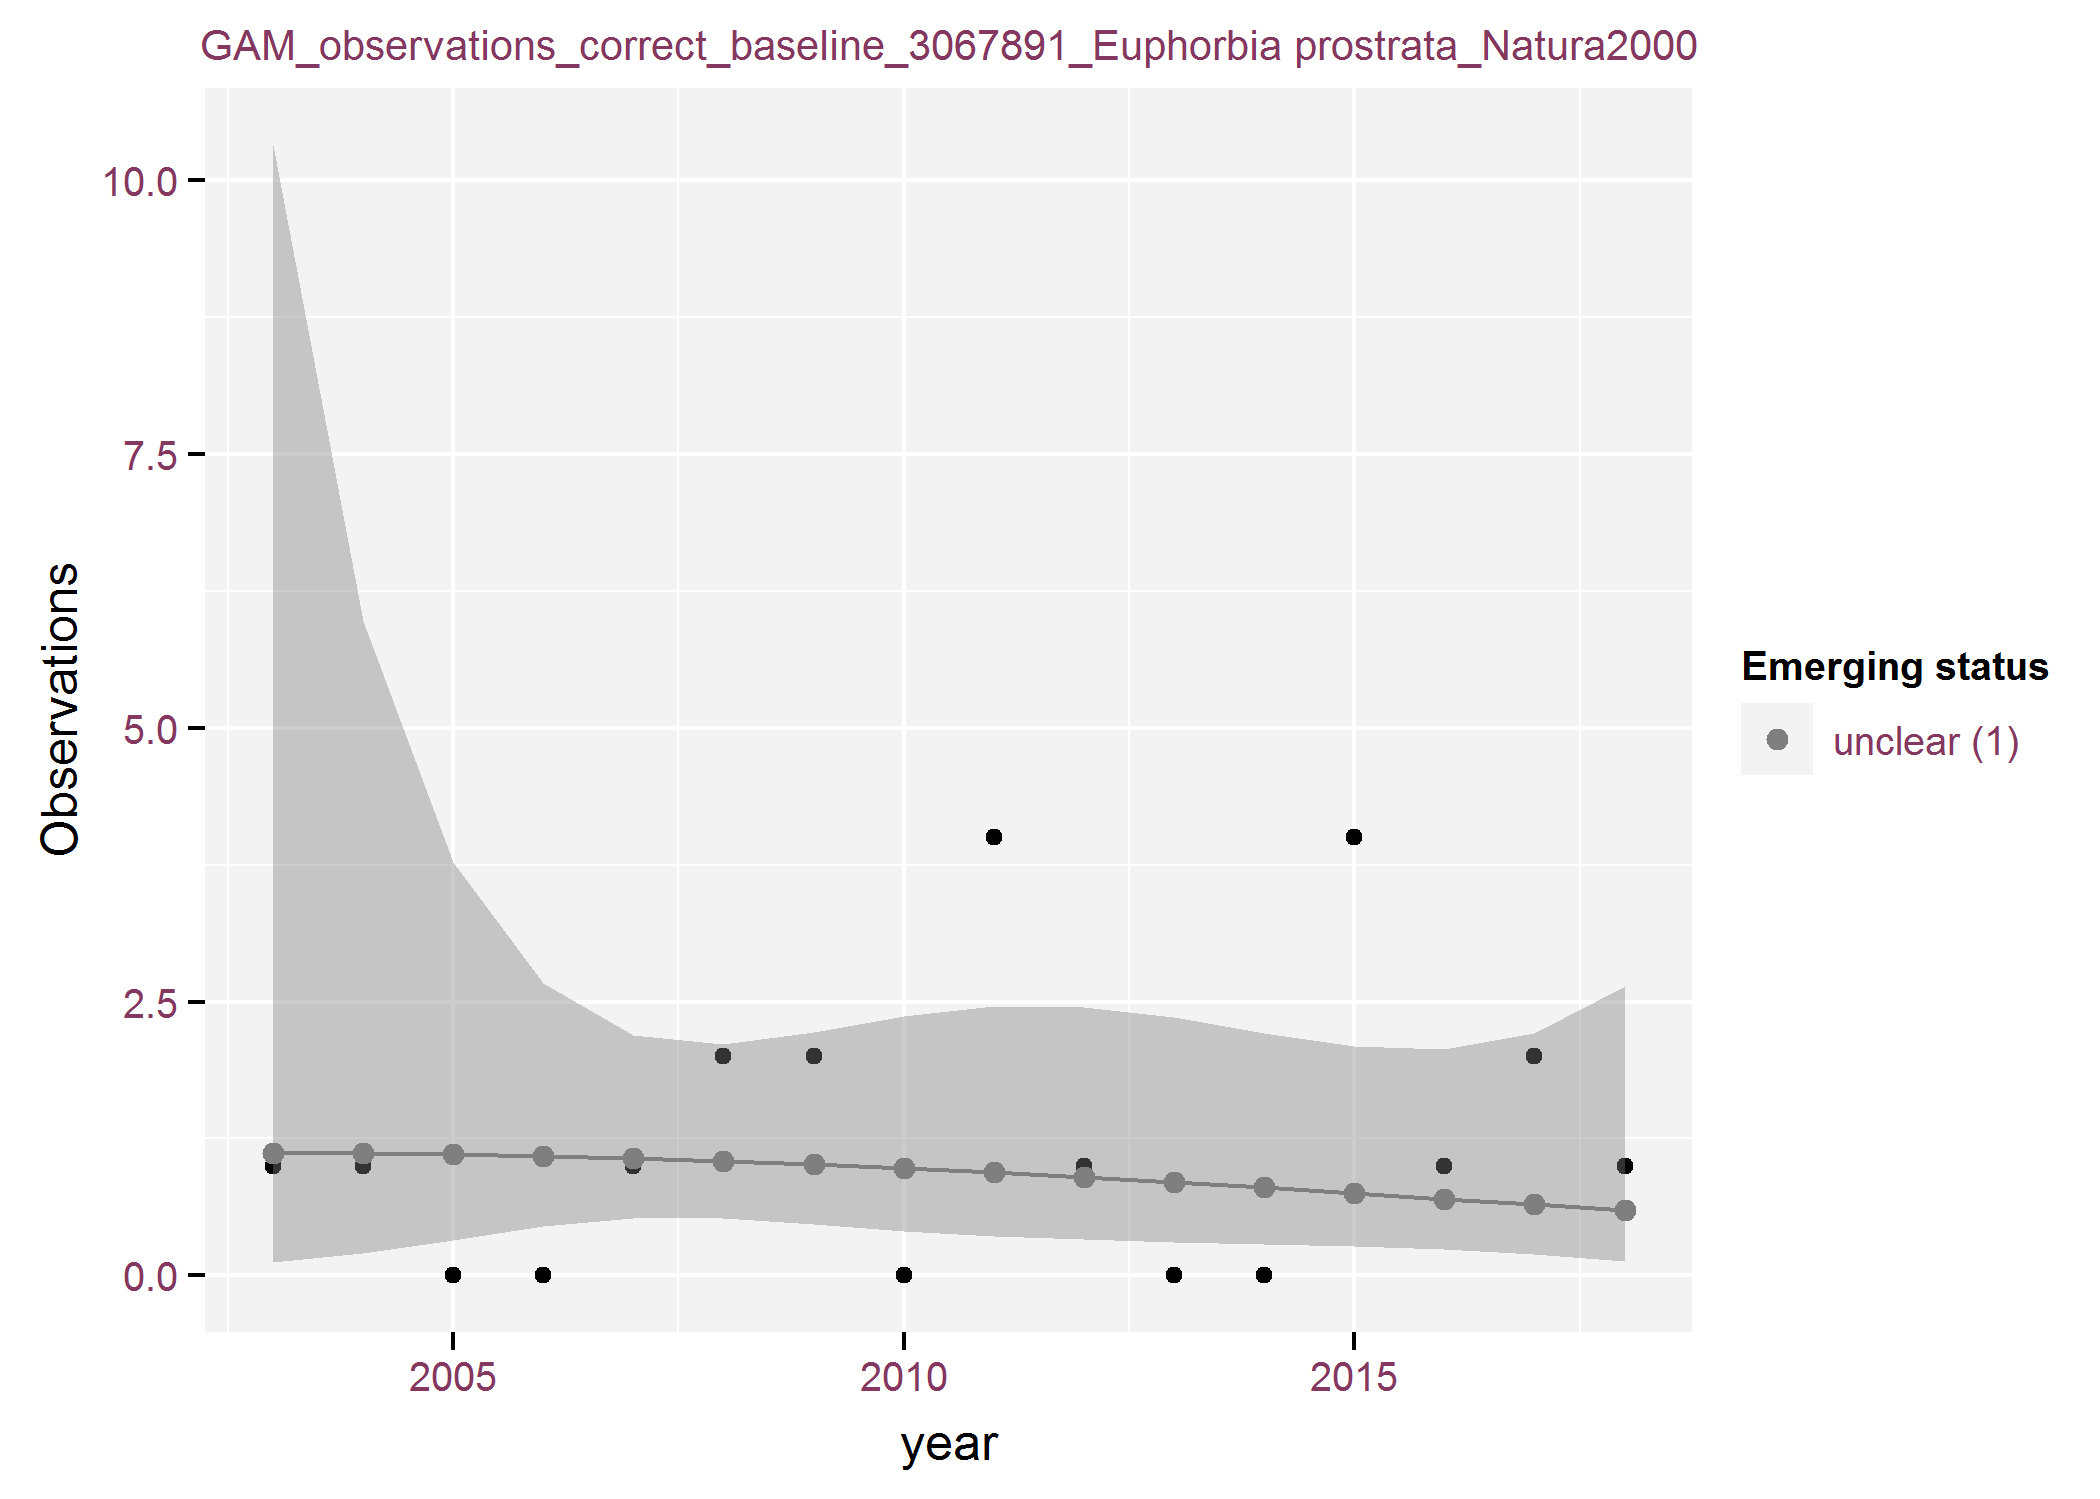 GAM_observations_correct_baseline_3067891_Euphorbia prostrata_Natura2000
10.0
7.5
5.0
2.5
0.0
Observations
2005 2010 2015
year
Emerging status
unclear (1)